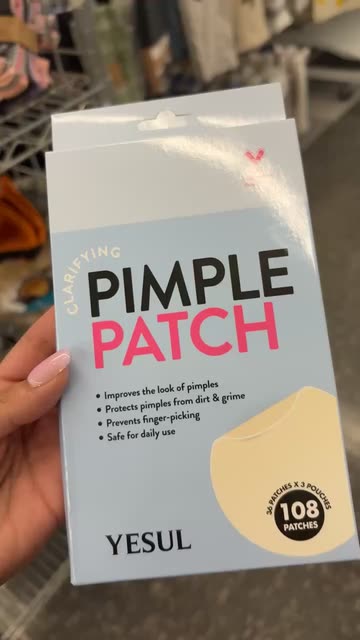 CLARIFYING
PIMPLE
PATCH
• Improves the look of pimples
• Protects pimples from dirt & grime
• Prevents finger-picking
• Safe for daily use
36 PATCHES X 3 POUCHES
108
PATCHES
YESUL